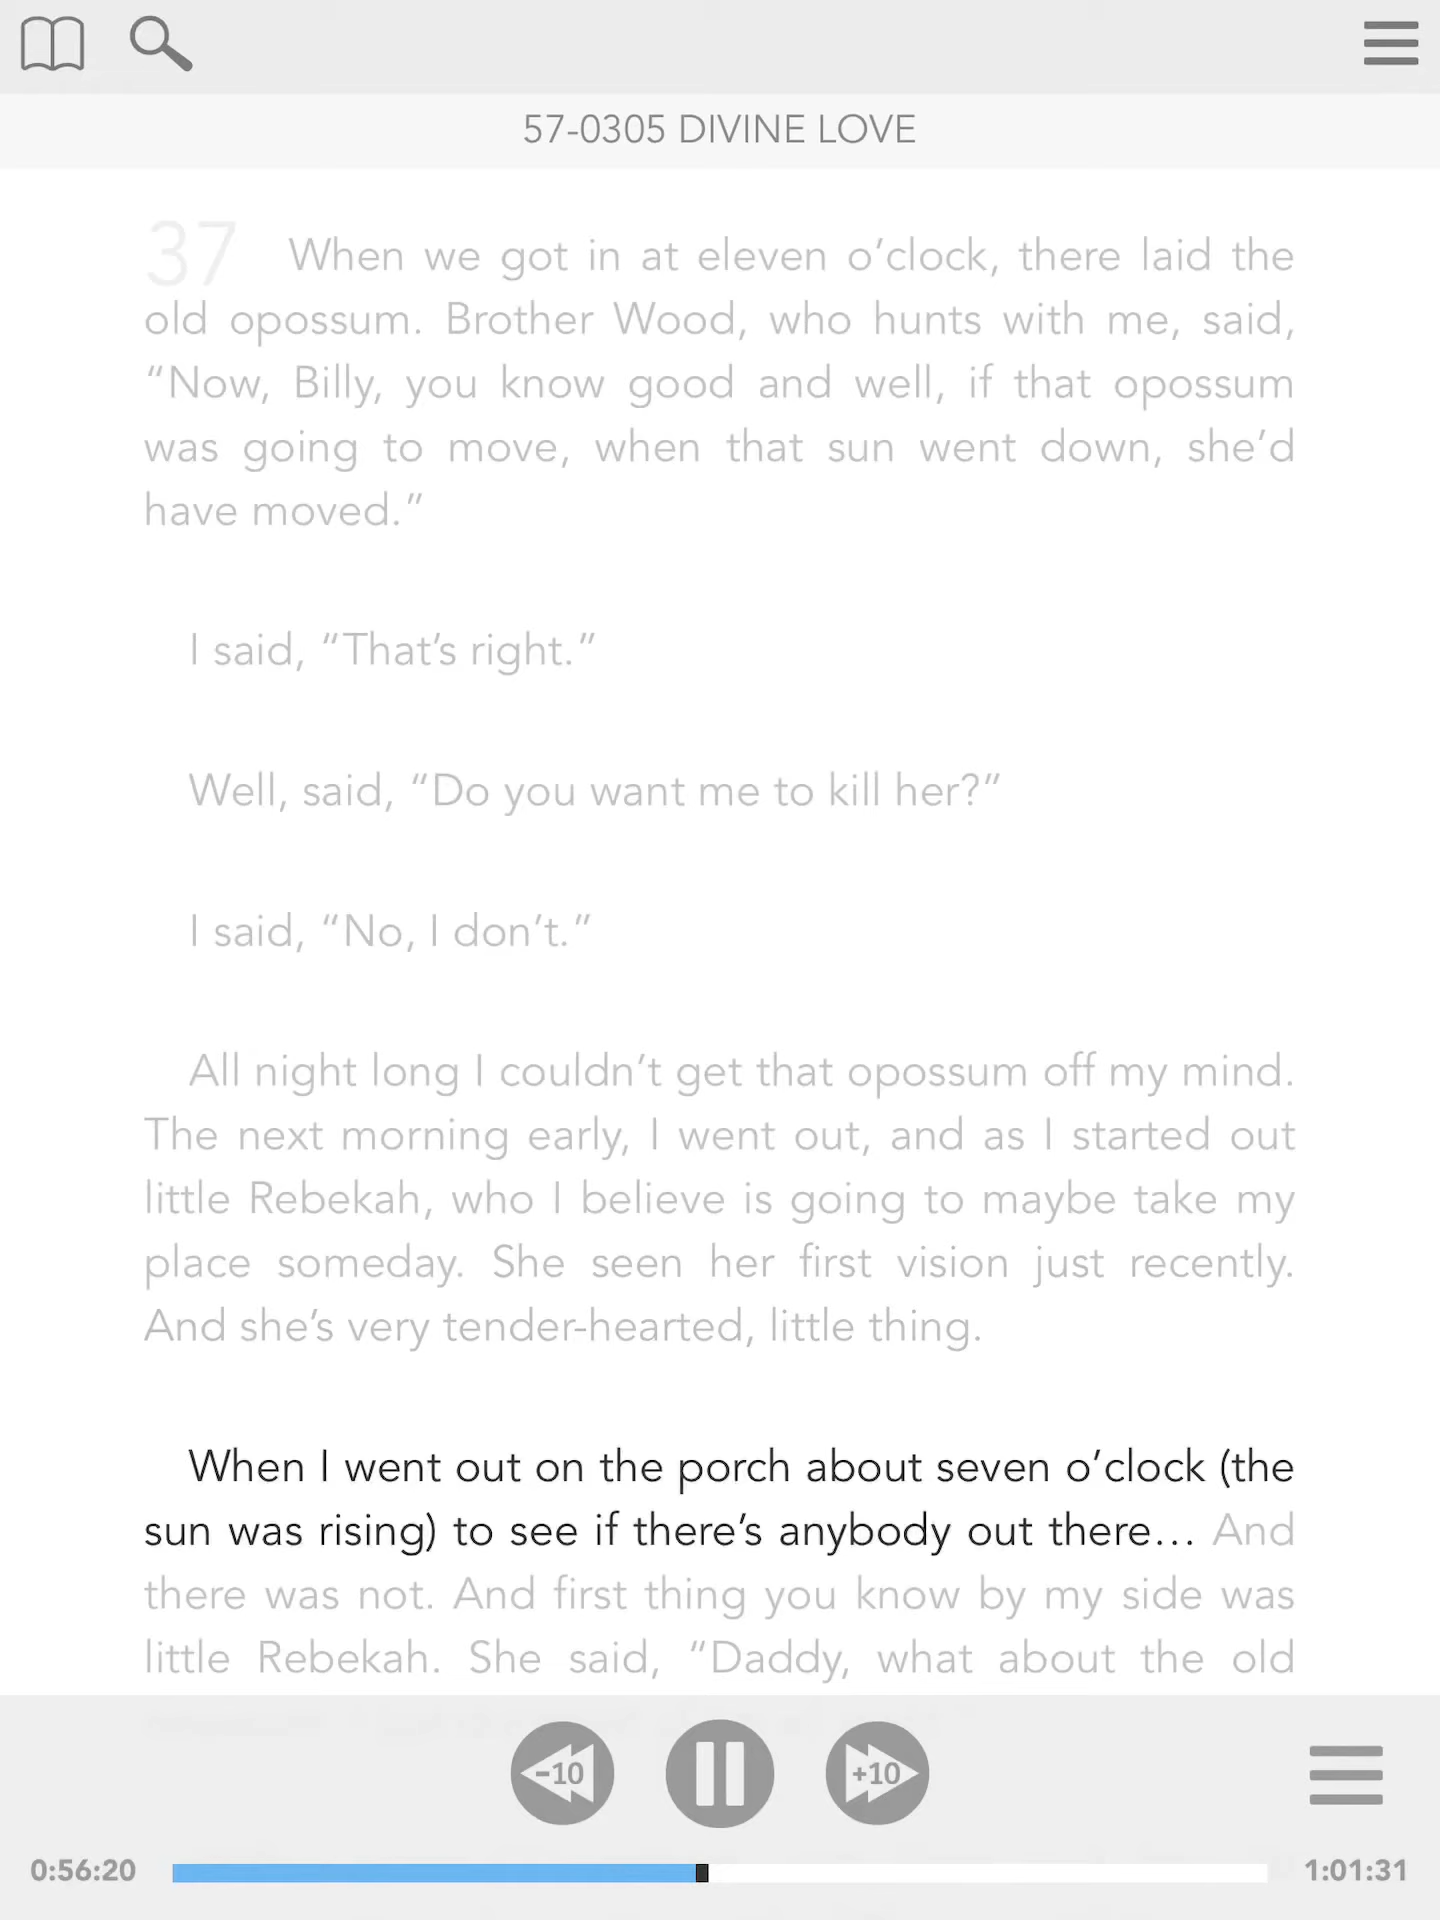 57-0305 DIVINE LOVE
37 When we got in at eleven o’clock, there laid the
old opossum. Brother Wood, who hunts with me, said,
“Now, Billy, you know good and well, if that opossum
was going to move, when that sun went down, she’d
have moved.”
I said, “That’s right.”
Well, said, “Do you want me to kill her?”
I said, “No, I don’t.”
All night long I couldn’t get that opossum off my mind.
The next morning early, I went out, and as I started out
little Rebekah, who I believe is going to maybe take my
place someday. She seen her first vision just recently.
And she’s very tender-hearted, little thing.
When I went out on the porch about seven o’clock (the
sun was rising) to see if there’s anybody out there… And
there was not. And first thing you know by my side was
little Rebekah. She said, “Daddy, what about the old
-10 +10
0:56:20 1:01:31